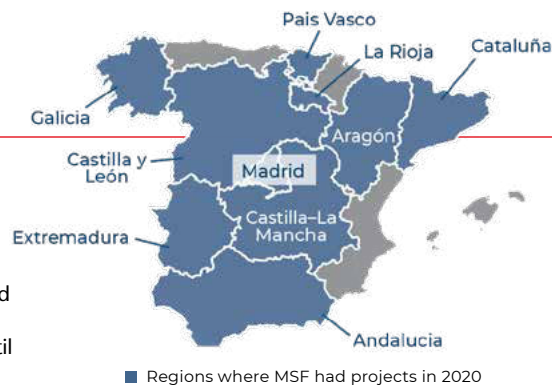 Pais Vasco
La Rioja
Cataluña
Galicia
Aragón
Castilla y
León
Madrid
Castilla–La
Mancha
Extremadura
Andalucia
Regions where MSF had projects in 2020